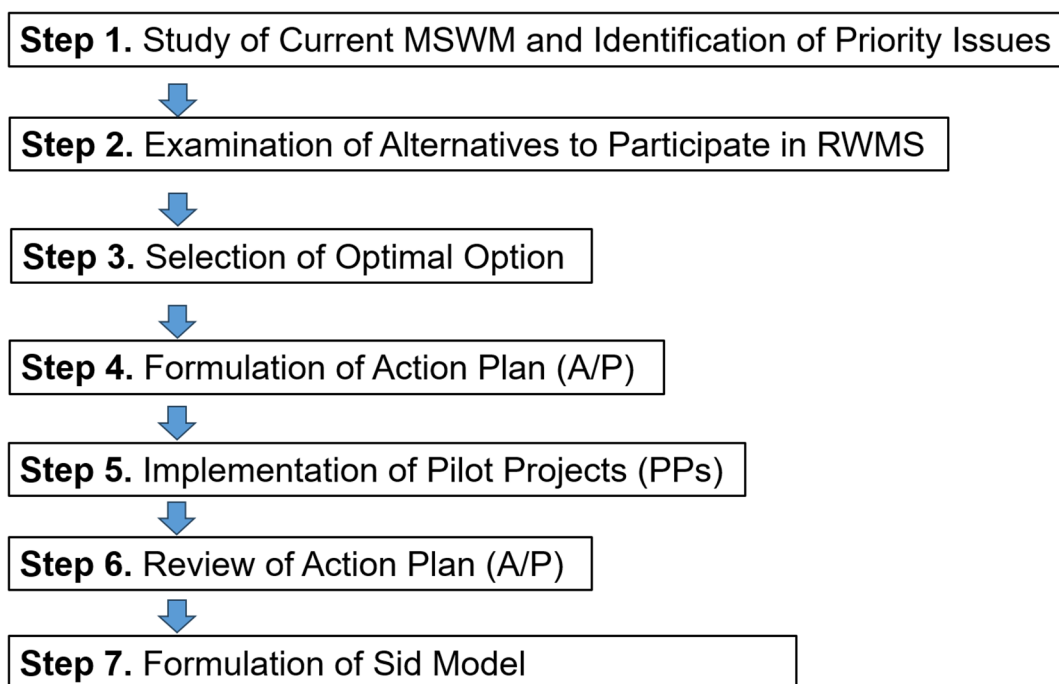 Step 1. Study of Current MSWM and Identification of Priority Issues
Step 2. Examination of Alternatives to Participate in RWMS
Step 3. Selection of Optimal Option
Step 4. Formulation of Action Plan (A/P)
Step 5. Implementation of Pilot Projects (PPs)
Step 6. Review of Action Plan (A/P)
Step 7. Formulation of Sid Model